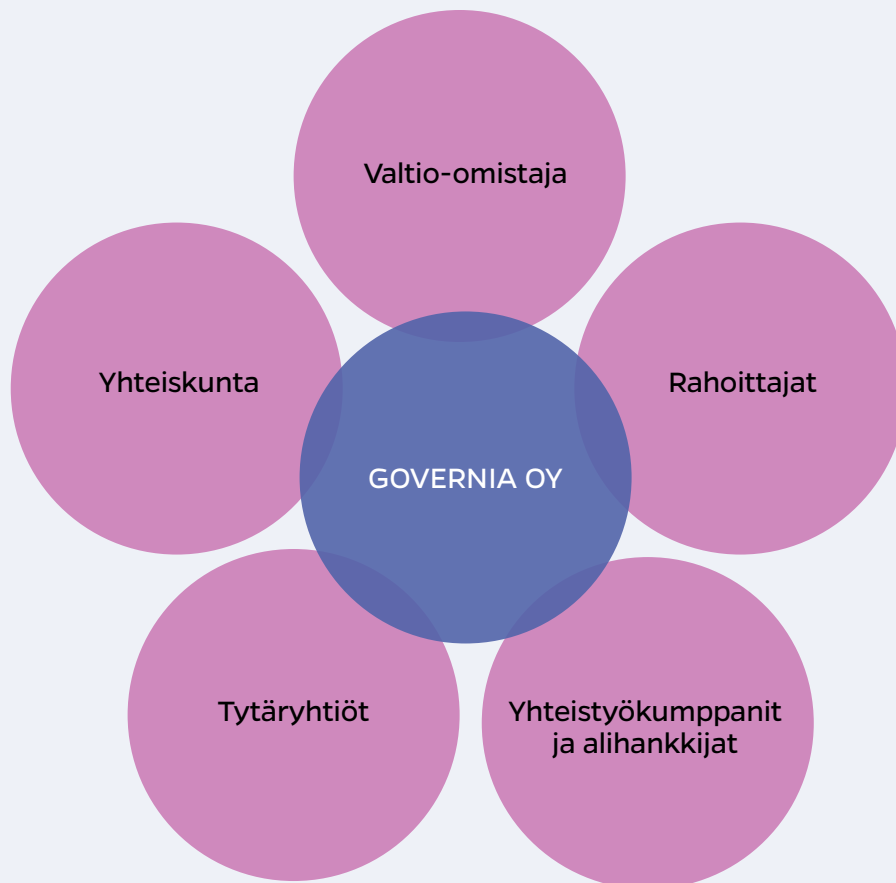 Valtio-omistaja
Yhteiskunta
Rahoittajat
GOVERNIA OY
Tytäryhtiöt
Yhteistyökumppanit
ja alihankkijat